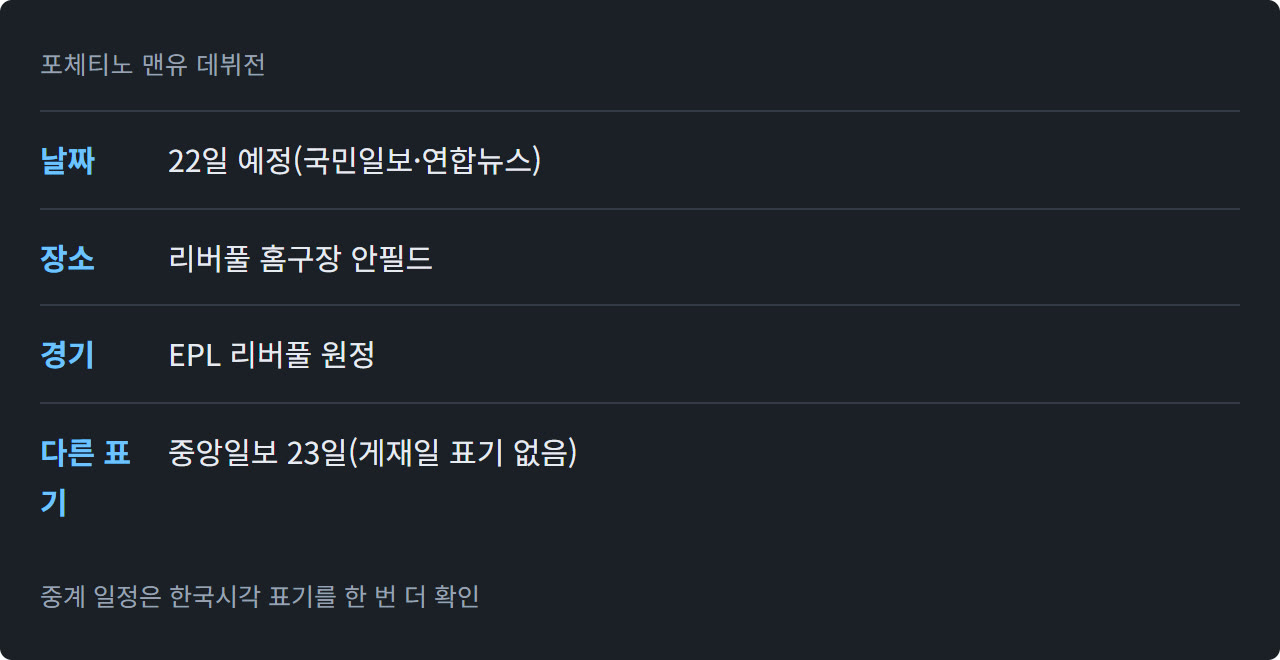 포체티노 맨유 데뷔전
날짜 22일 예정(국민일보·연합뉴스)
장소 리버풀 홈구장 안필드
경기 EPL 리버풀 원정
다른 표 중앙일보 23일(게재일 표기 없음)
기
중계 일정은 한국시각 표기를 한 번 더 확인